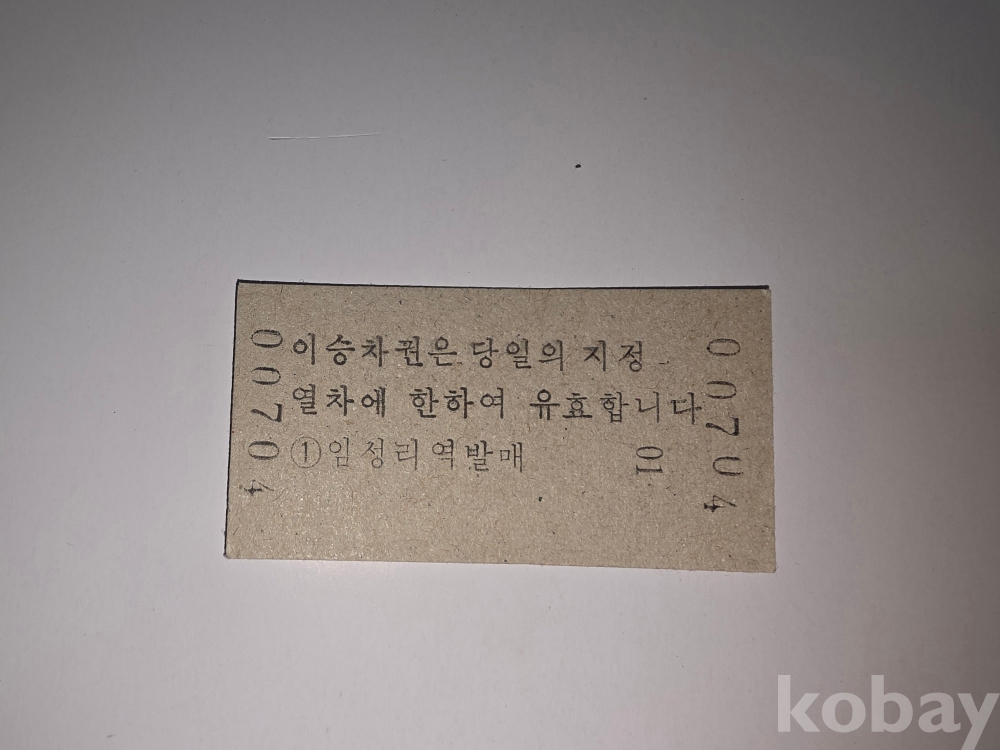 이승차권은 당일의 지정
열차에 한하여 유효합니다
①임성리역발매
01
00704
00704
kobay